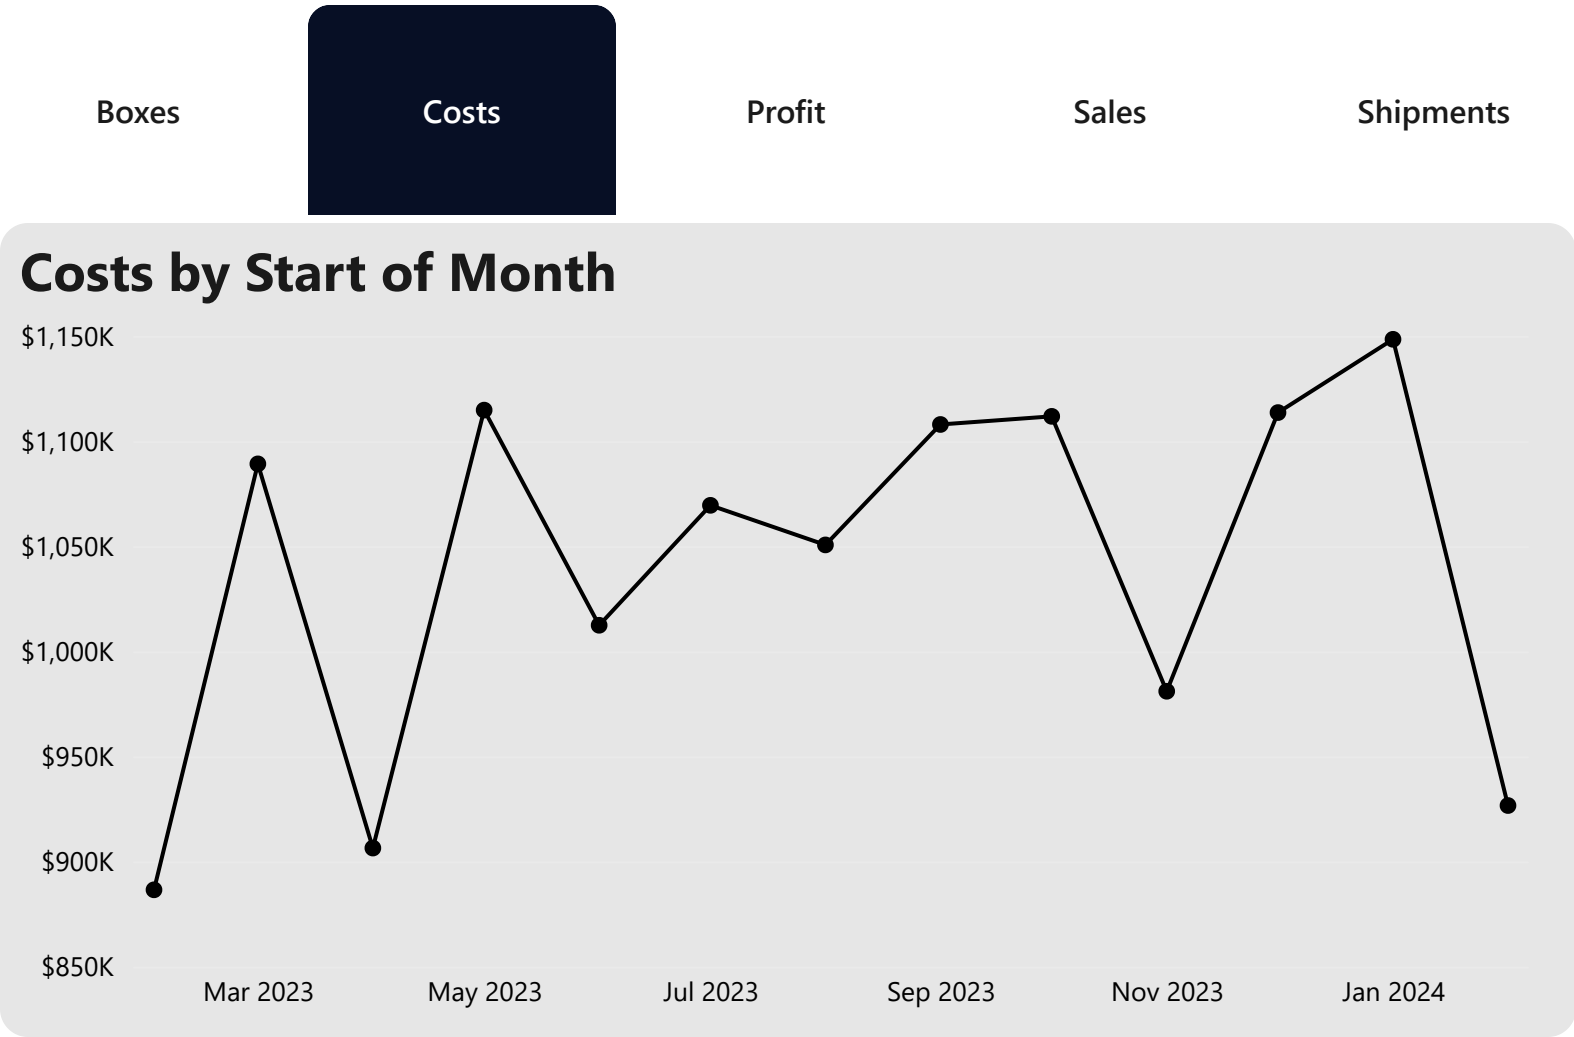 Boxes
Costs
Profit
Sales
Shipments
Costs by Start of Month
$1,150K
$1,100K
$1,050K
$1,000K
$950K
$900K
$850K
Mar 2023
May 2023
Jul 2023
Sep 2023
Nov 2023
Jan 2024